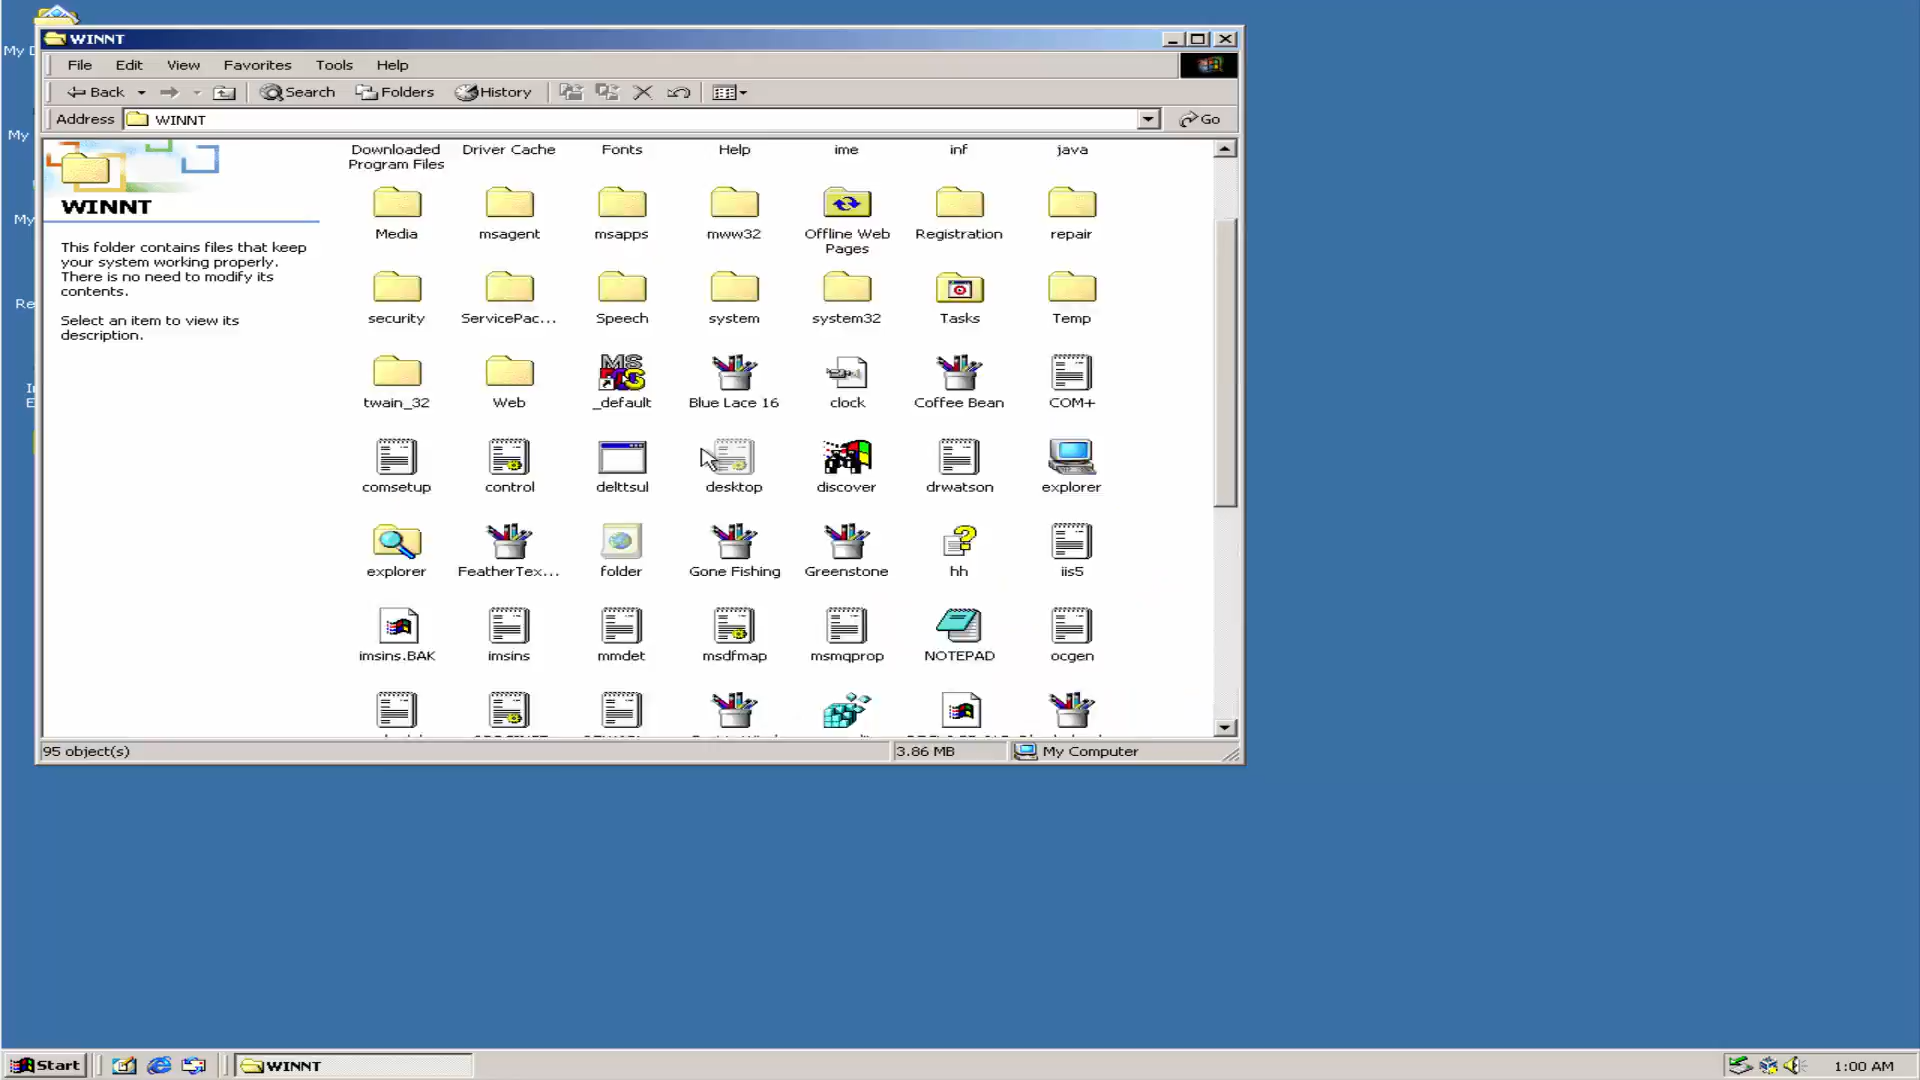 WINNT
File Edit View Favorites Tools Help
Back Search Folders History
Address WINNT Go
WINNT
This folder contains files that keep
your system working properly.
There is no need to modify its
contents.
Select an item to view its
description.
Downloaded Driver Cache Fonts Help ime inf java
Program Files
Media msagent msapps mww32 Offline Web Registration repair
Pages
security ServicePac... Speech system system32 Tasks Temp
twain_32 Web _default Blue Lace 16 clock Coffee Bean COM+
comsetup control delttsul desktop discover drwatson explorer
explorer FeatherTex... folder Gone Fishing Greenstone hh iis5
imsins.BAK imsins mmdet msdfmap msmqprop NOTEPAD ocgen
95 object(s) 3.86 MB My Computer
My
My
Start WINNT 1:00 AM